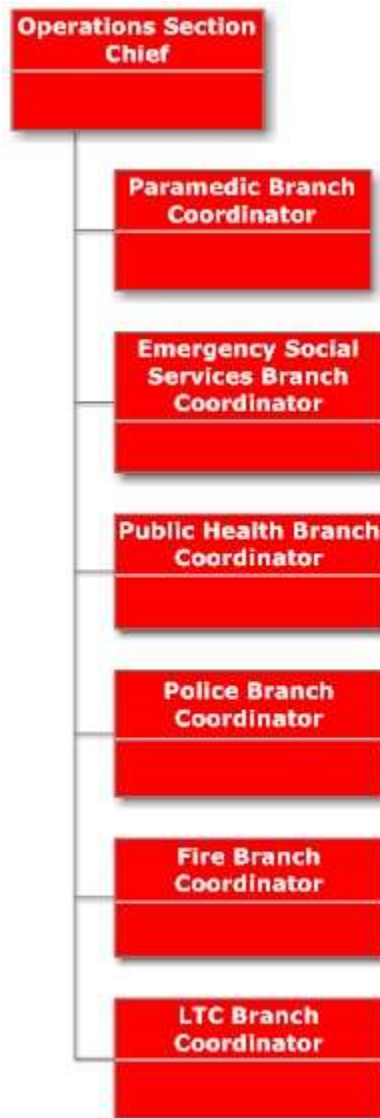 Operations Section
Chief
Paramedic Branch
Coordinator
Emergency Social
Services Branch
Coordinator
Public Health Branch
Coordinator
Police Branch
Coordinator
Fire Branch
Coordinator
LTC Branch
Coordinator